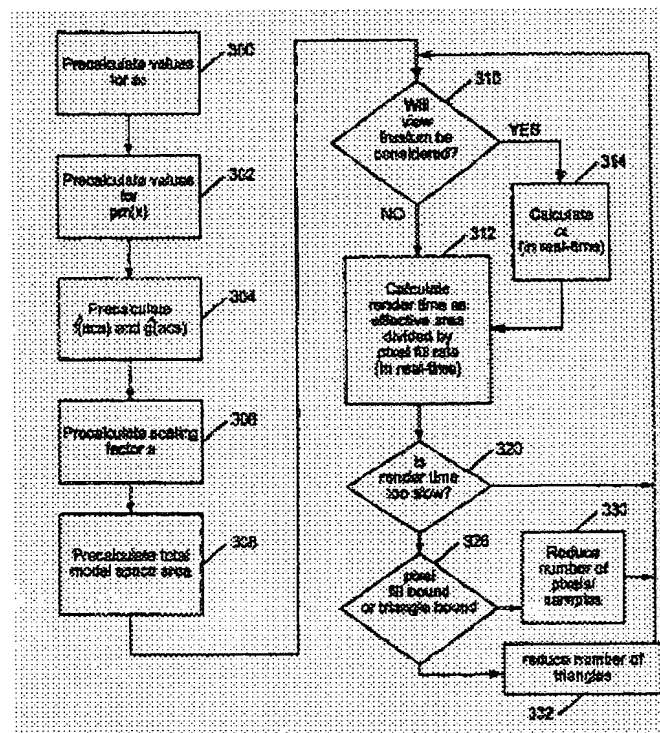 Precalculate values
for
300
Precalculate values
for
pm(x)
302
Precalculate
f(acs) and g(acs)
304
Precalculate scaling
factor s
306
Precalculate total
model space area
308
Will
view
frustum be
considered?
310
YES
NO
Calculate
α
(in real-time)
314
Calculate
render time as
effective area
divided by
pixel fill rate
(in real-time)
312
Is
render time
too slow?
320
pixel
fill bound
or triangle bound
326
Reduce
number of
pixels/
samples
330
reduce number of
triangles
332